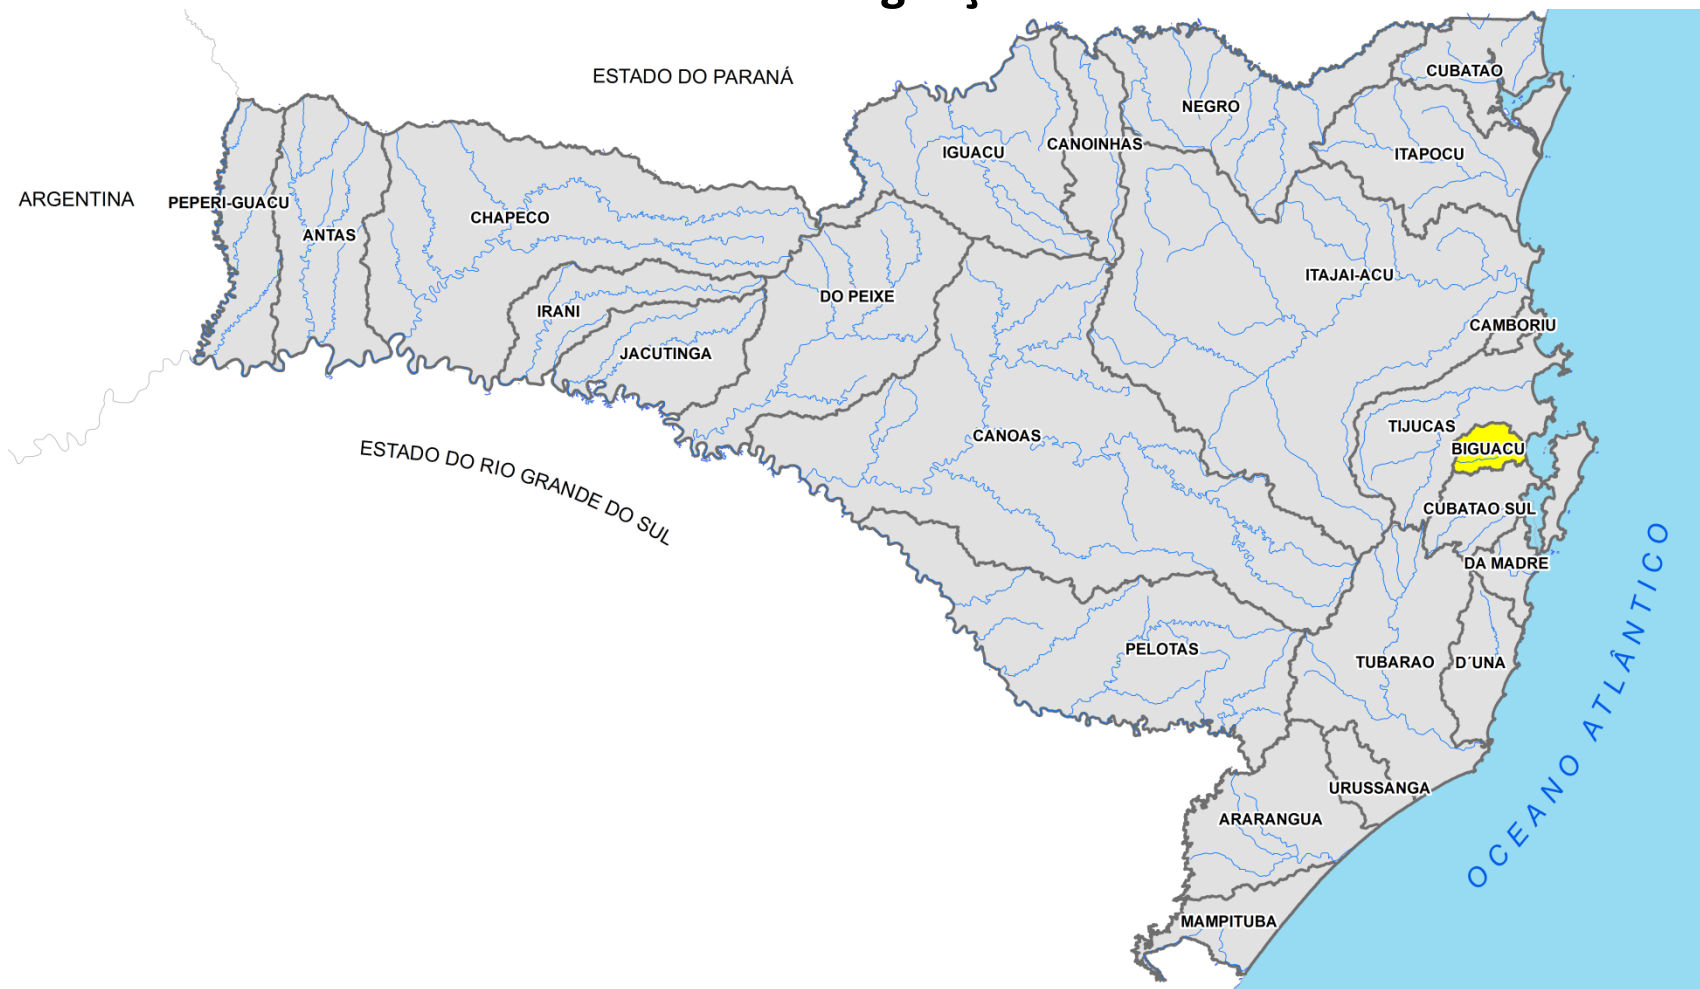 ESTADO DO PARANÁ
CUBATAO
NEGRO
CANOINHAS
IGUACU
ITAPOCU
ARGENTINA
PEPERI-GUACU
CHAPECO
ANTAS
ITAJAI-ACU
DO PEIXE
IRANI
CAMBORIU
JACUTINGA
TIJUCAS
CANOAS
BIGUACU
ESTADO DO RIO GRANDE DO SUL
CUBATAO SUL
DA MADRE
PELOTAS
TUBARAO
D´UNA
OCEANO ATLÂNTICO
URUSSANGA
ARARANGUA
MAMPITUBA